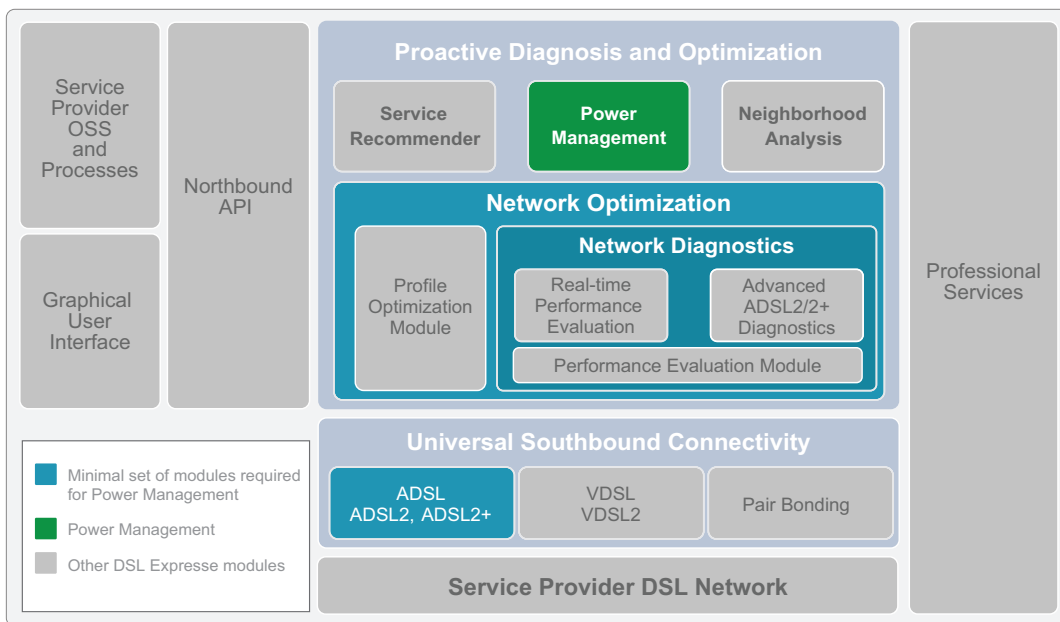 Service
Provider
OSS
and
Processes
Graphical
User
Interface
Northbound
API
Proactive Diagnosis and Optimization
Service
Recommender
Power
Management
Neighborhood
Analysis
Network Optimization
Profile
Optimization
Module
Network Diagnostics
Real-time
Performance
Evaluation
Advanced
ADSL2/2+
Diagnostics
Performance Evaluation Module
Universal Southbound Connectivity
ADSL
ADSL2, ADSL2+
VDSL
VDSL2
Pair Bonding
Service Provider DSL Network
Professional
Services
Minimal set of modules required
for Power Management
Power Management
Other DSL Expresse modules